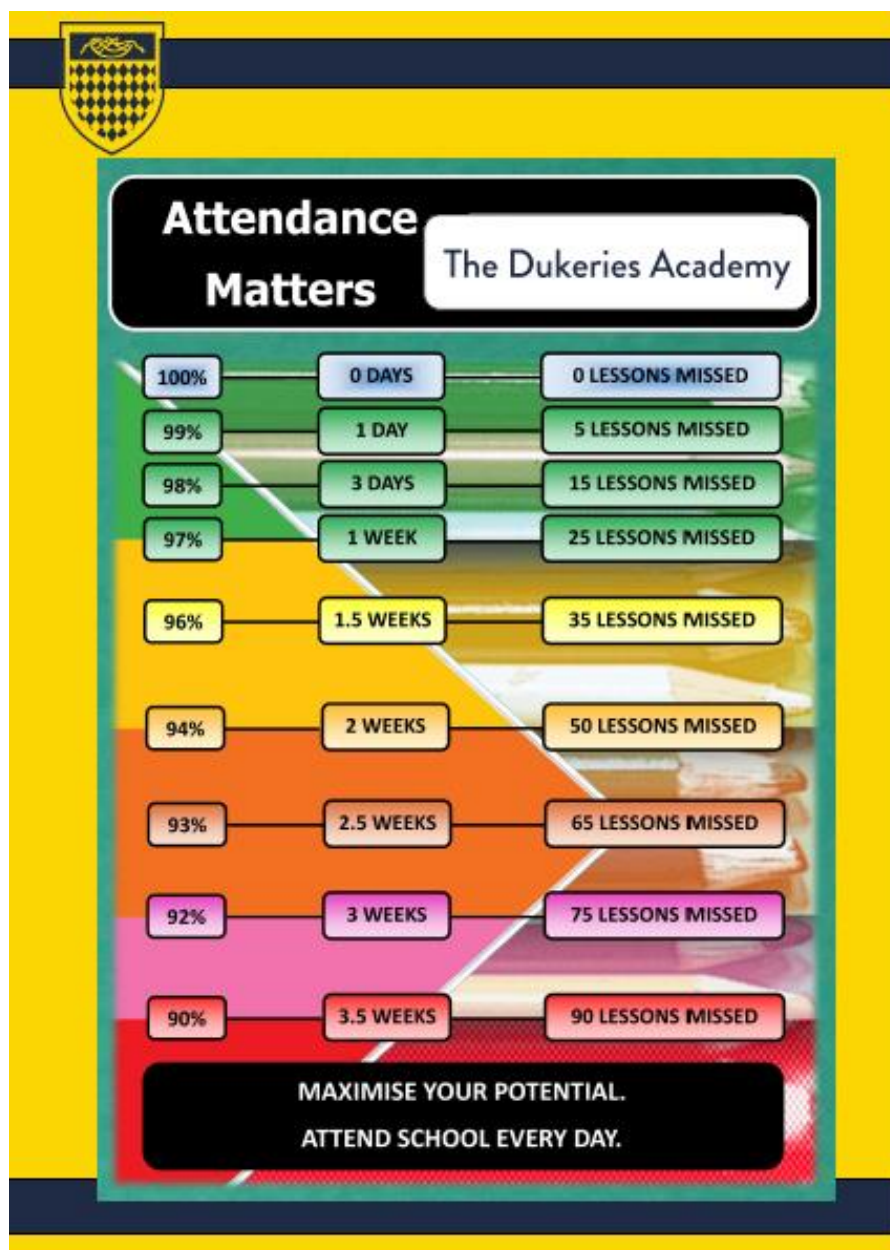 Attendance
Matters
The Dukeries Academy
100% 0 DAYS 0 LESSONS MISSED
99% 1 DAY 5 LESSONS MISSED
98% 3 DAYS 15 LESSONS MISSED
97% 1 WEEK 25 LESSONS MISSED
96% 1.5 WEEKS 35 LESSONS MISSED
94% 2 WEEKS 50 LESSONS MISSED
93% 2.5 WEEKS 65 LESSONS MISSED
92% 3 WEEKS 75 LESSONS MISSED
90% 3.5 WEEKS 90 LESSONS MISSED
MAXIMISE YOUR POTENTIAL.
ATTEND SCHOOL EVERY DAY.